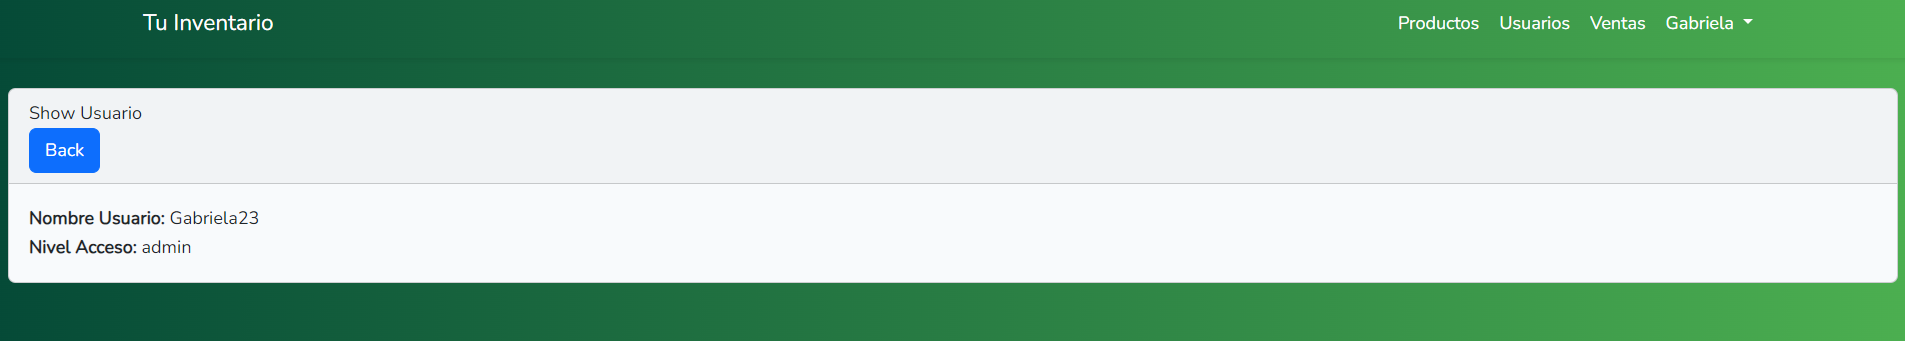 Tu Inventario Productos Usuarios Ventas Gabriela
Show Usuario
Back
Nombre Usuario: Gabriela23
Nivel Acceso: admin